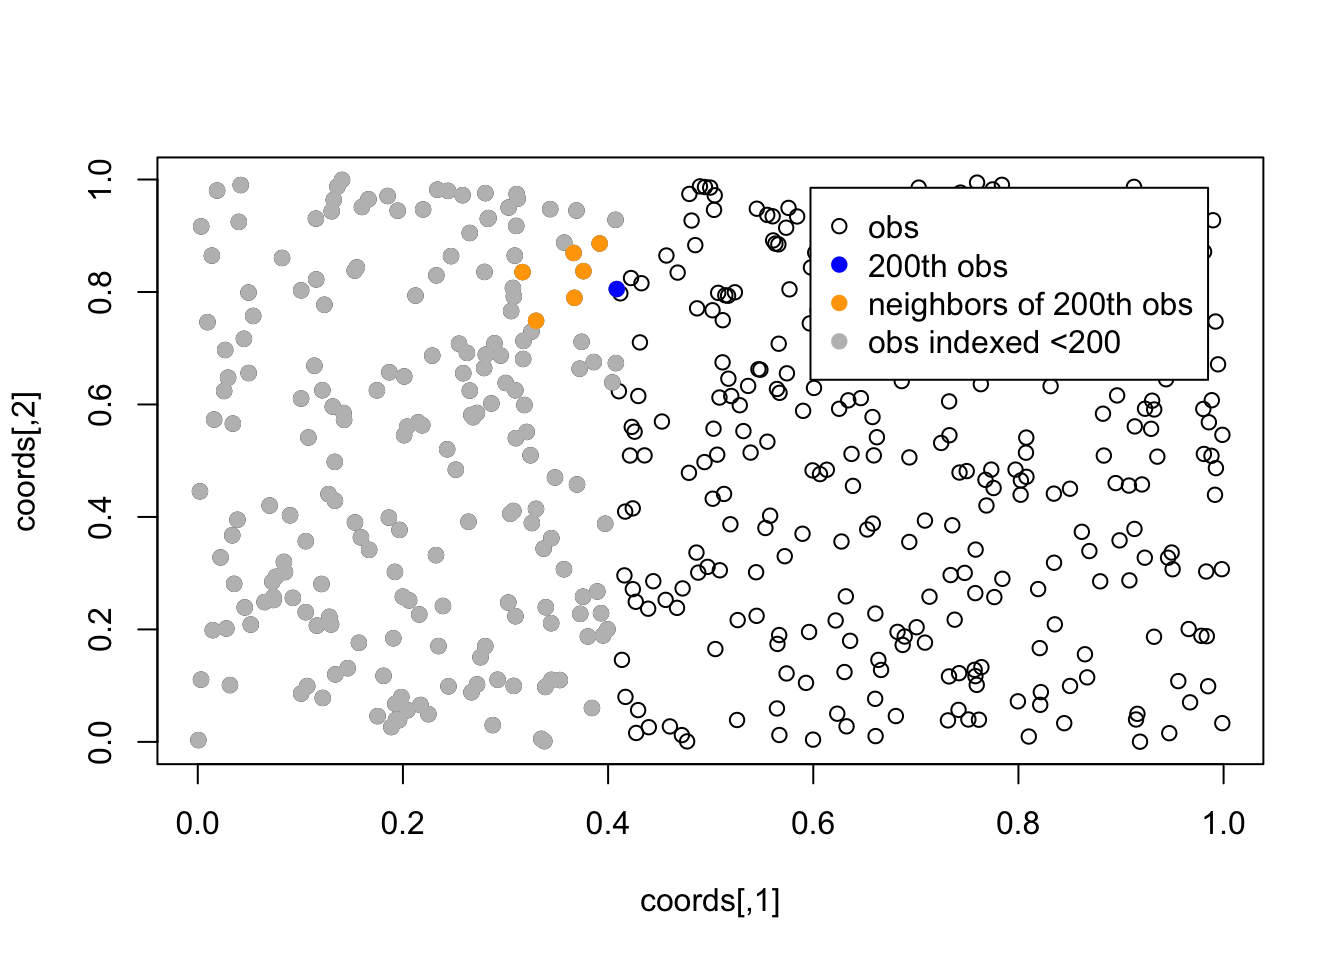 obs
200th obs
neighbors of 200th obs
obs indexed <200
1.0
0.8
0.6
0.4
0.2
0.0
coords[,2]
0.0 0.2 0.4 0.6 0.8 1.0
coords[,1]